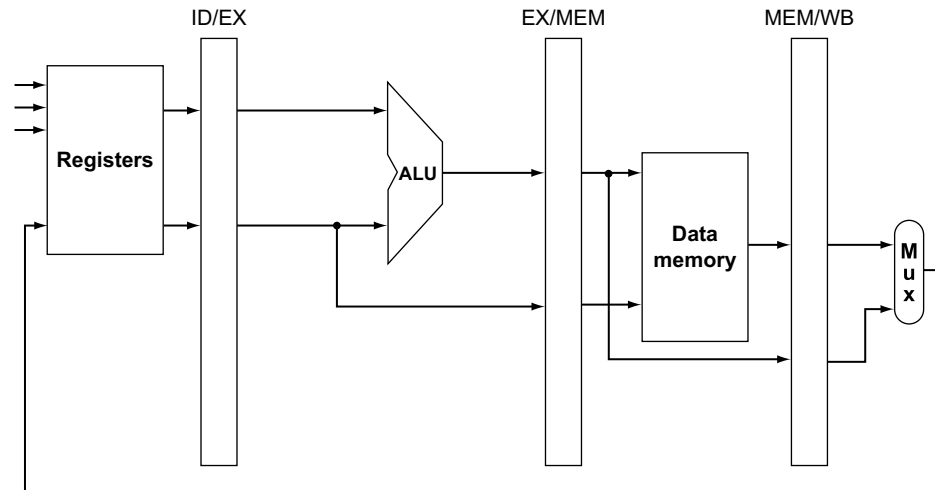 ID/EX
EX/MEM
MEM/WB
Registers
ALU
Data
memory
M
u
x